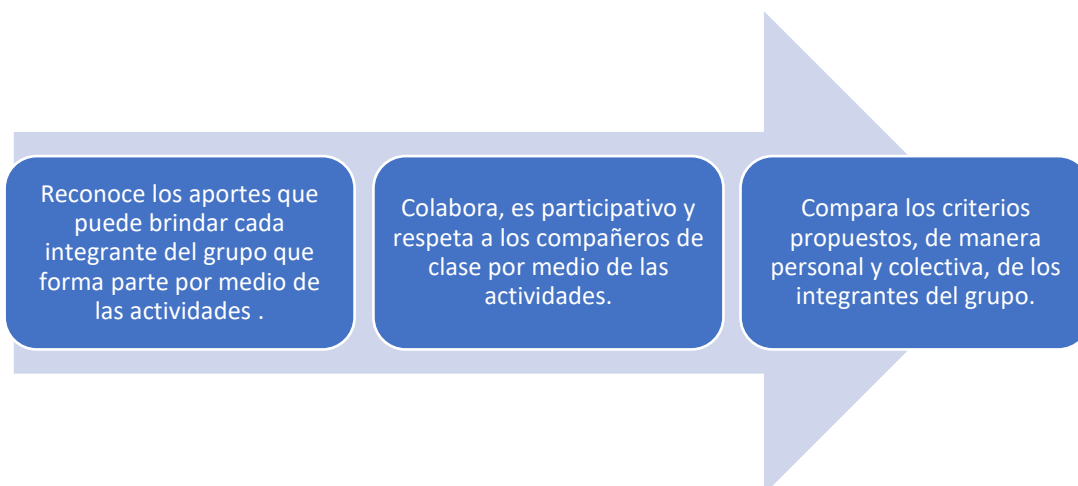 Reconoce los aportes que
puede brindar cada
integrante del grupo que
forma parte por medio de
las actividades .
Colabora, es participativo y
respeta a los compañeros de
clase por medio de las
actividades.
Compara los criterios
propuestos, de manera
personal y colectiva, de los
integrantes del grupo.